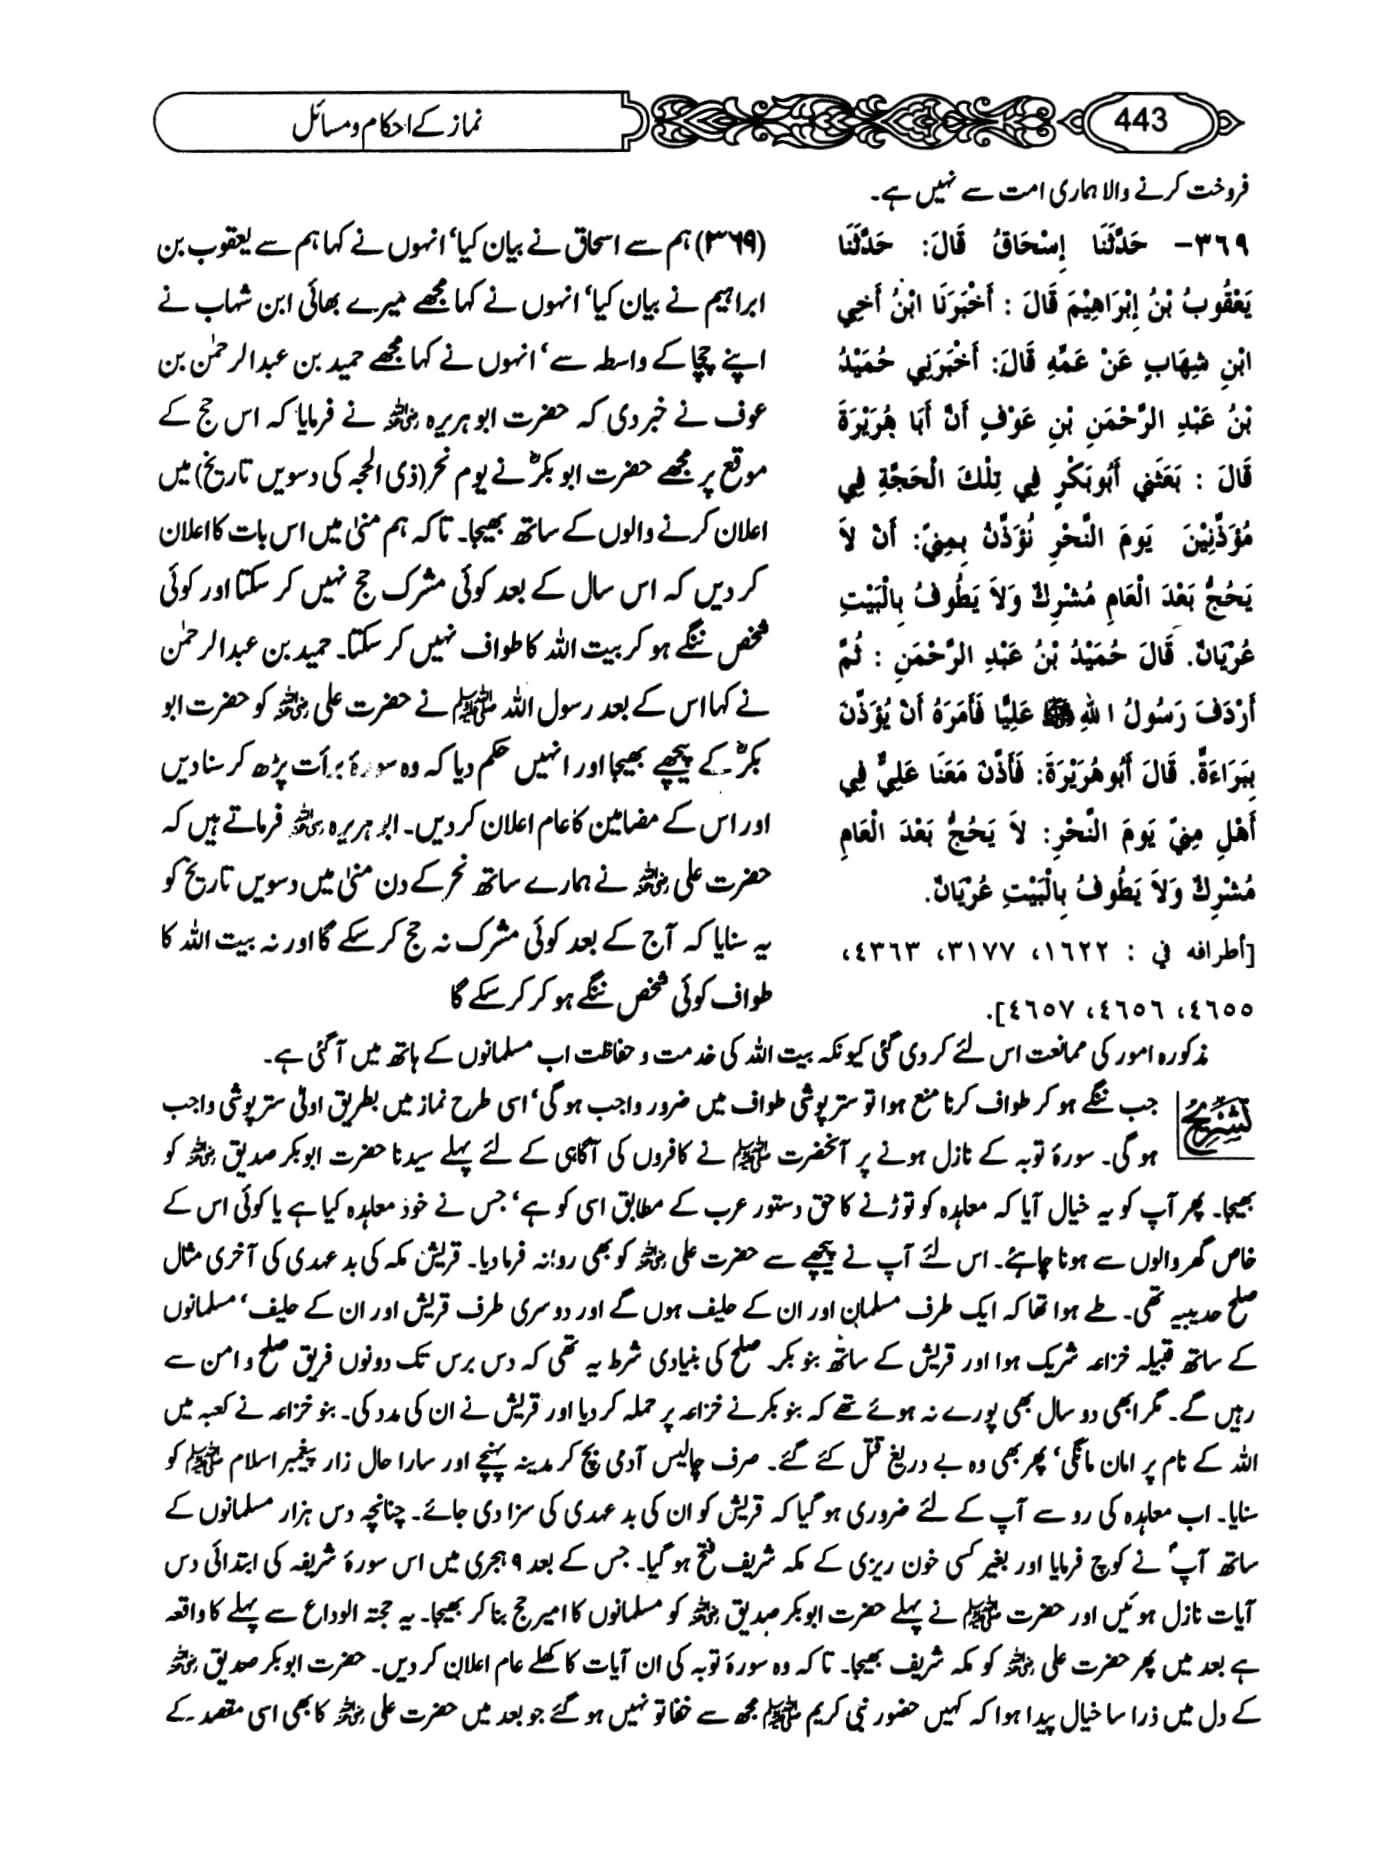 443
نماز کے احکام و مسائل
فروخت کرنے والا ہماری امت سے نہیں ہے۔
٣٦٩- حَدَّثَنَا إِسْحَاقُ قَالَ: حَدَّثَنَا
يَعْقُوبُ بْنُ إِبْرَاهِيْمَ قَالَ : أَخْبَرَنَا ابْنُ أَخِي
ابْنِ شِهَابٍ عَنْ عَمِّهِ قَالَ: أَخْبَرَنِي حُمَيْدُ
بْنُ عَبْدِ الرَّحْمَنِ بْنِ عَوْفٍ أَنَّ أَبَا هُرَيْرَةَ
قَالَ : بَعَثَنِي أَبُوبَكْرٍ فِي تِلْكَ الْحَجَّةِ فِي
مُؤَذِّنِيْنَ يَومَ النَّحْرِ نُؤَذِّنُ بِمِنىً: أَنْ لاَ
يَحُجُّ بَعْدَ الْعَامِ مُشْرِكٌ وَلاَ يَطُوفُ بِالْبَيْتِ
عُرْيَانٌ. قَالَ حُمَيْدُ بْنُ عَبْدِ الرَّحْمَنِ : ثُمَّ
أَرْدَفَ رَسُولُ اللهِ ﷺ عَلِيًّا فَأَمَرَهُ أَنْ يُؤَذِّنَ
بِبَرَاءَةٌ. قَالَ أَبُوهُرَيْرَةَ: فَأَذَّنَ مَعَنَا عَلِيٌّ فِي
أَهْلِ مِنىً يَومَ النَّحْرِ: لاَ يَحُجُّ بَعْدَ الْعَامِ
مُشْرِكٌ وَلاَ يَطُوفُ بِالْبَيْتِ عُرْيَانٌ.
[أطرافه في : ١٦٢٢، ٣١٧٧، ٤٣٦٣،
٤٦٥٥، ٤٦٥٦، ٤٦٥٧].
(۳۶۹) ہم سے اسحاق نے بیان کیا‘ انہوں نے کہا ہم سے یعقوب بن
ابراہیم نے بیان کیا‘ انہوں نے کہا مجھے میرے بھائی ابن شہاب نے
اپنے چچا کے واسطہ سے‘ انہوں نے کہا مجھے حمید بن عبدالرحمٰن بن
عوف نے خبر دی کہ حضرت ابو ہریرہ رضی اللہ عنہ نے فرمایا کہ اس حج کے
موقع پر مجھے حضرت ابوبکرؓ نے یوم نحر (ذی الحجہ کی دسویں تاریخ) میں
اعلان کرنے والوں کے ساتھ بھیجا۔ تاکہ ہم منیٰ میں اس بات کا اعلان
کر دیں کہ اس سال کے بعد کوئی مشرک حج نہیں کر سکتا اور کوئی
شخص ننگے ہو کر بیت اللہ کا طواف نہیں کر سکتا۔ حمید بن عبدالرحمٰن
نے کہا اس کے بعد رسول اللہ ﷺ نے حضرت علی رضی اللہ عنہ کو حضرت ابو
بکرؓ کے پیچھے بھیجا اور انہیں حکم دیا کہ وہ سورۂ برأت پڑھ کر سنا دیں
اور اس کے مضامین کا عام اعلان کر دیں۔ ابو ہریرہ رضی اللہ عنہ فرماتے ہیں کہ
حضرت علی رضی اللہ عنہ نے ہمارے ساتھ نحر کے دن منیٰ میں دسویں تاریخ کو
یہ سنایا کہ آج کے بعد کوئی مشرک نہ حج کر سکے گا اور نہ بیت اللہ کا
طواف کوئی شخص ننگے ہو کر کر سکے گا
مذکورہ امور کی ممانعت اس لئے کر دی گئی کیونکہ بیت اللہ کی خدمت و حفاظت اب مسلمانوں کے ہاتھ میں آگئی ہے۔
تشریح
جب ننگے ہو کر طواف کرنا منع ہوا تو ستر پوشی طواف میں ضرور واجب ہو گی‘ اسی طرح نماز میں بطریق اولیٰ ستر پوشی واجب
ہو گی۔ سورۂ توبہ کے نازل ہونے پر آنحضرت ﷺ نے کافروں کی آگاہی کے لئے پہلے سیدنا حضرت ابوبکر صدیق رضی اللہ عنہ کو
بھیجا۔ پھر آپ کو یہ خیال آیا کہ معاہدہ کو توڑنے کا حق دستور عرب کے مطابق اسی کو ہے‘ جس نے خود معاہدہ کیا ہے یا کوئی اس کے
خاص گھر والوں سے ہونا چاہئے۔ اس لئے آپ نے پیچھے سے حضرت علی رضی اللہ عنہ کو بھی روانہ فرما دیا۔ قریش مکہ کی بد عہدی کی آخری مثال
صلح حدیبیہ تھی۔ طے ہوا تھا کہ ایک طرف مسلمان اور ان کے حلیف ہوں گے اور دوسری طرف قریش اور ان کے حلیف‘ مسلمانوں
کے ساتھ قبیلہ خزاعہ شریک ہوا اور قریش کے ساتھ بنو بکر۔ صلح کی بنیادی شرط یہ تھی کہ دس برس تک دونوں فریق صلح و امن سے
رہیں گے۔ مگر ابھی دو سال بھی پورے نہ ہوئے تھے کہ بنو بکر نے خزاعہ پر حملہ کر دیا اور قریش نے ان کی مدد کی۔ بنو خزاعہ نے کعبہ میں
اللہ کے نام پر امان مانگی‘ پھر بھی وہ بے دریغ قتل کئے گئے۔ صرف چالیس آدمی بچ کر مدینہ پہنچے اور سارا حال زار پیغمبر اسلام ﷺ کو
سنایا۔ اب معاہدہ کی رو سے آپ کے لئے ضروری ہو گیا کہ قریش کو ان کی بد عہدی کی سزا دی جائے۔ چنانچہ دس ہزار مسلمانوں کے
ساتھ آپؐ نے کوچ فرمایا اور بغیر کسی خون ریزی کے مکہ شریف فتح ہو گیا۔ جس کے بعد ۹ ہجری میں اس سورۂ شریفہ کی ابتدائی دس
آیات نازل ہوئیں اور حضرت ﷺ نے پہلے حضرت ابوبکر صدیق رضی اللہ عنہ کو مسلمانوں کا امیر حج بنا کر بھیجا۔ یہ حجتہ الوداع سے پہلے کا واقعہ
ہے بعد میں پھر حضرت علی رضی اللہ عنہ کو مکہ شریف بھیجا۔ تاکہ وہ سورۂ توبہ کی ان آیات کا کھلے عام اعلان کر دیں۔ حضرت ابوبکر صدیق رضی اللہ عنہ
کے دل میں ذرا سا خیال پیدا ہوا کہ کہیں حضور نبی کریم ﷺ مجھ سے خفا تو نہیں ہو گئے جو بعد میں حضرت علی رضی اللہ عنہ کا بھی اسی مقصد کے